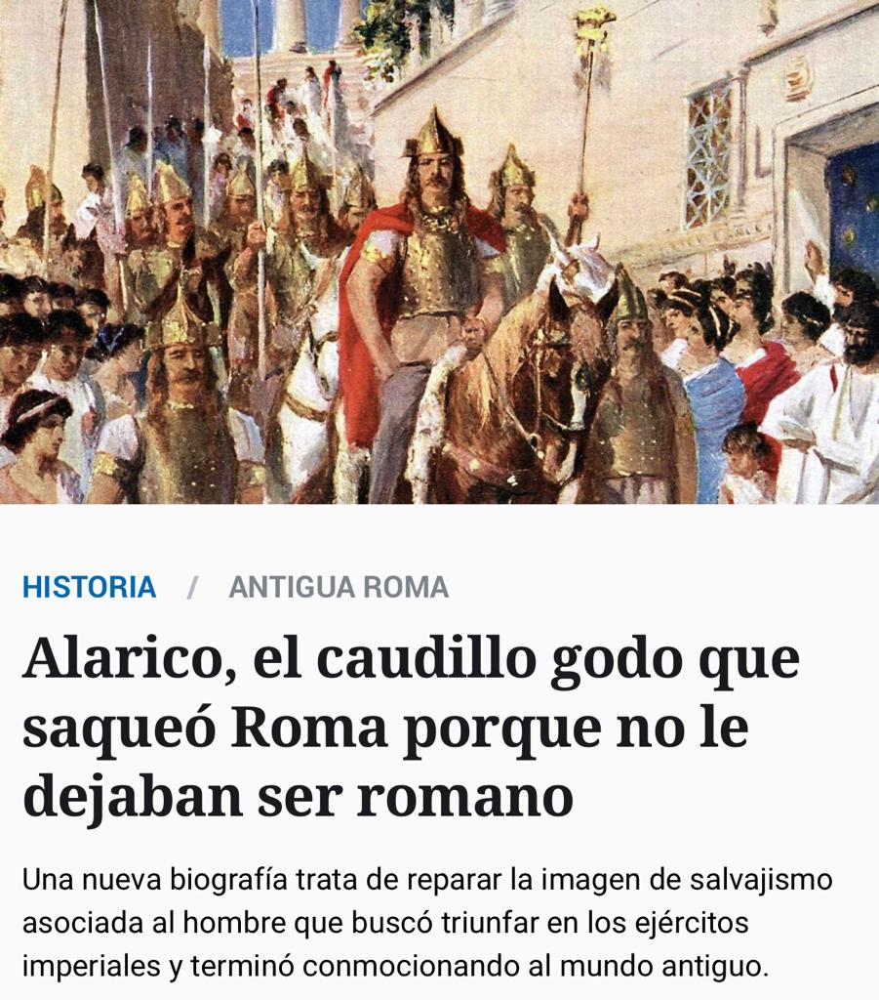 HISTORIA / ANTIGUA ROMA
Alarico, el caudillo godo que
saqueó Roma porque no le
dejaban ser romano
Una nueva biografía trata de reparar la imagen de salvajismo
asociada al hombre que buscó triunfar en los ejércitos
imperiales y terminó conmocionando al mundo antiguo.